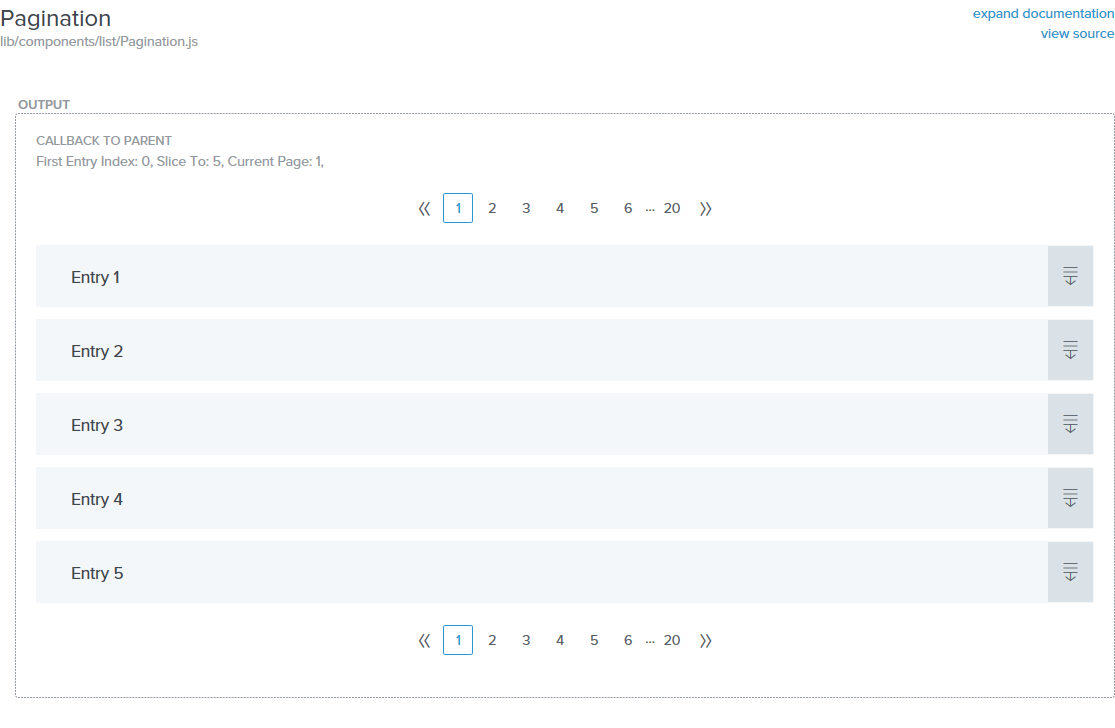 Pagination
expand documentation
lib/components/list/Pagination.js
view source
OUTPUT
CALLBACK TO PARENT
First Entry Index: 0, Slice To: 5, Current Page: 1,
« 1 2 3 4 5 6 ... 20 »
Entry 1
Entry 2
Entry 3
Entry 4
Entry 5
« 1 2 3 4 5 6 ... 20 »